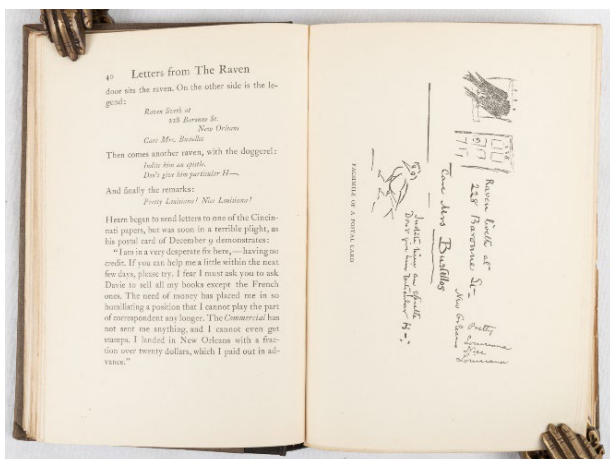 40 Letters from The Raven
door sits the raven. On the other side is the le-
gend:
Raven liveth at
228 Baronne St.
New Orleans
Care Mrs. Bustellos
Then comes another raven, with the doggerel:
Indite him an epistle.
Don't give him particular H—.
And finally the remarks:
Pretty Louisiana! Nice Louisiana!
Hearn began to send letters to one of the Cincin-
nati papers, but was soon in a terrible plight, as
his postal card of December 9 demonstrates:
"I am in a very desperate fix here,—having no
credit. If you can help me a little within the next
few days, please try. I fear I must ask you to ask
Davie to sell all my books except the French
ones. The need of money has placed me in so
humiliating a position that I cannot play the part
of correspondent any longer. The Commercial has
not sent me anything, and I cannot even get
stamps. I landed in New Orleans with a frac-
tion over twenty dollars, which I paid out in ad-
vance."
Raven liveth at
228 Baronne St—
New Orleans
Care Mrs Bustellos
Pretty
Louisiana
Nice
Louisiana
Indite him an epistle
Don't give him particular H—
FACSIMILE OF A POSTAL CARD